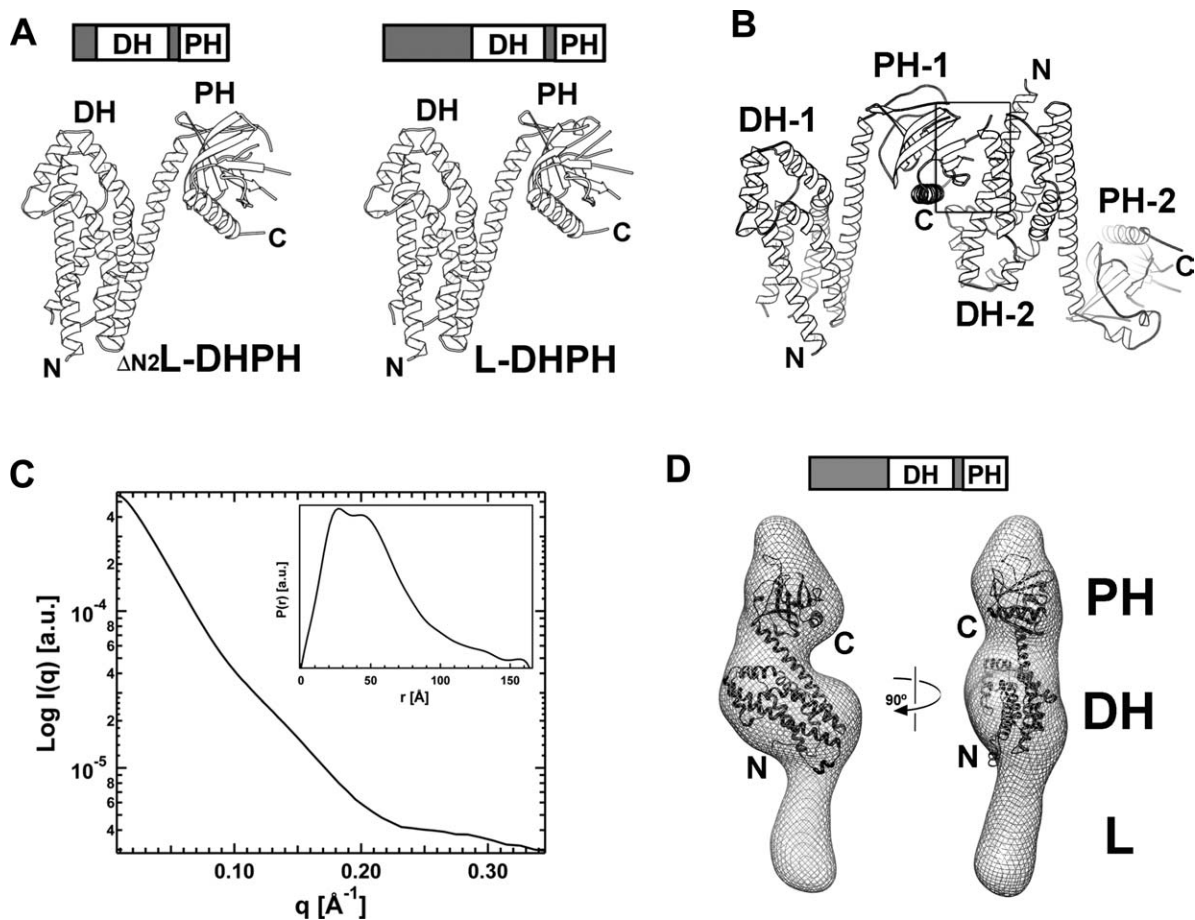 A
DH PH
DH PH
DH
PH
C
N
ΔN2L-DHPH
DH
PH
C
N
L-DHPH
B
PH-1
N
DH-1
C
PH-2
C
DH-2
N
C
Log I(q) [a.u.]
4
2
10-4
8
6
4
2
10-5
8
6
4
0.10 0.20 0.30
q [Å-1]
P(r) [a.u.]
0 50 100 150
r [Å]
D
DH PH
C
N
90º
C
N
PH
DH
L